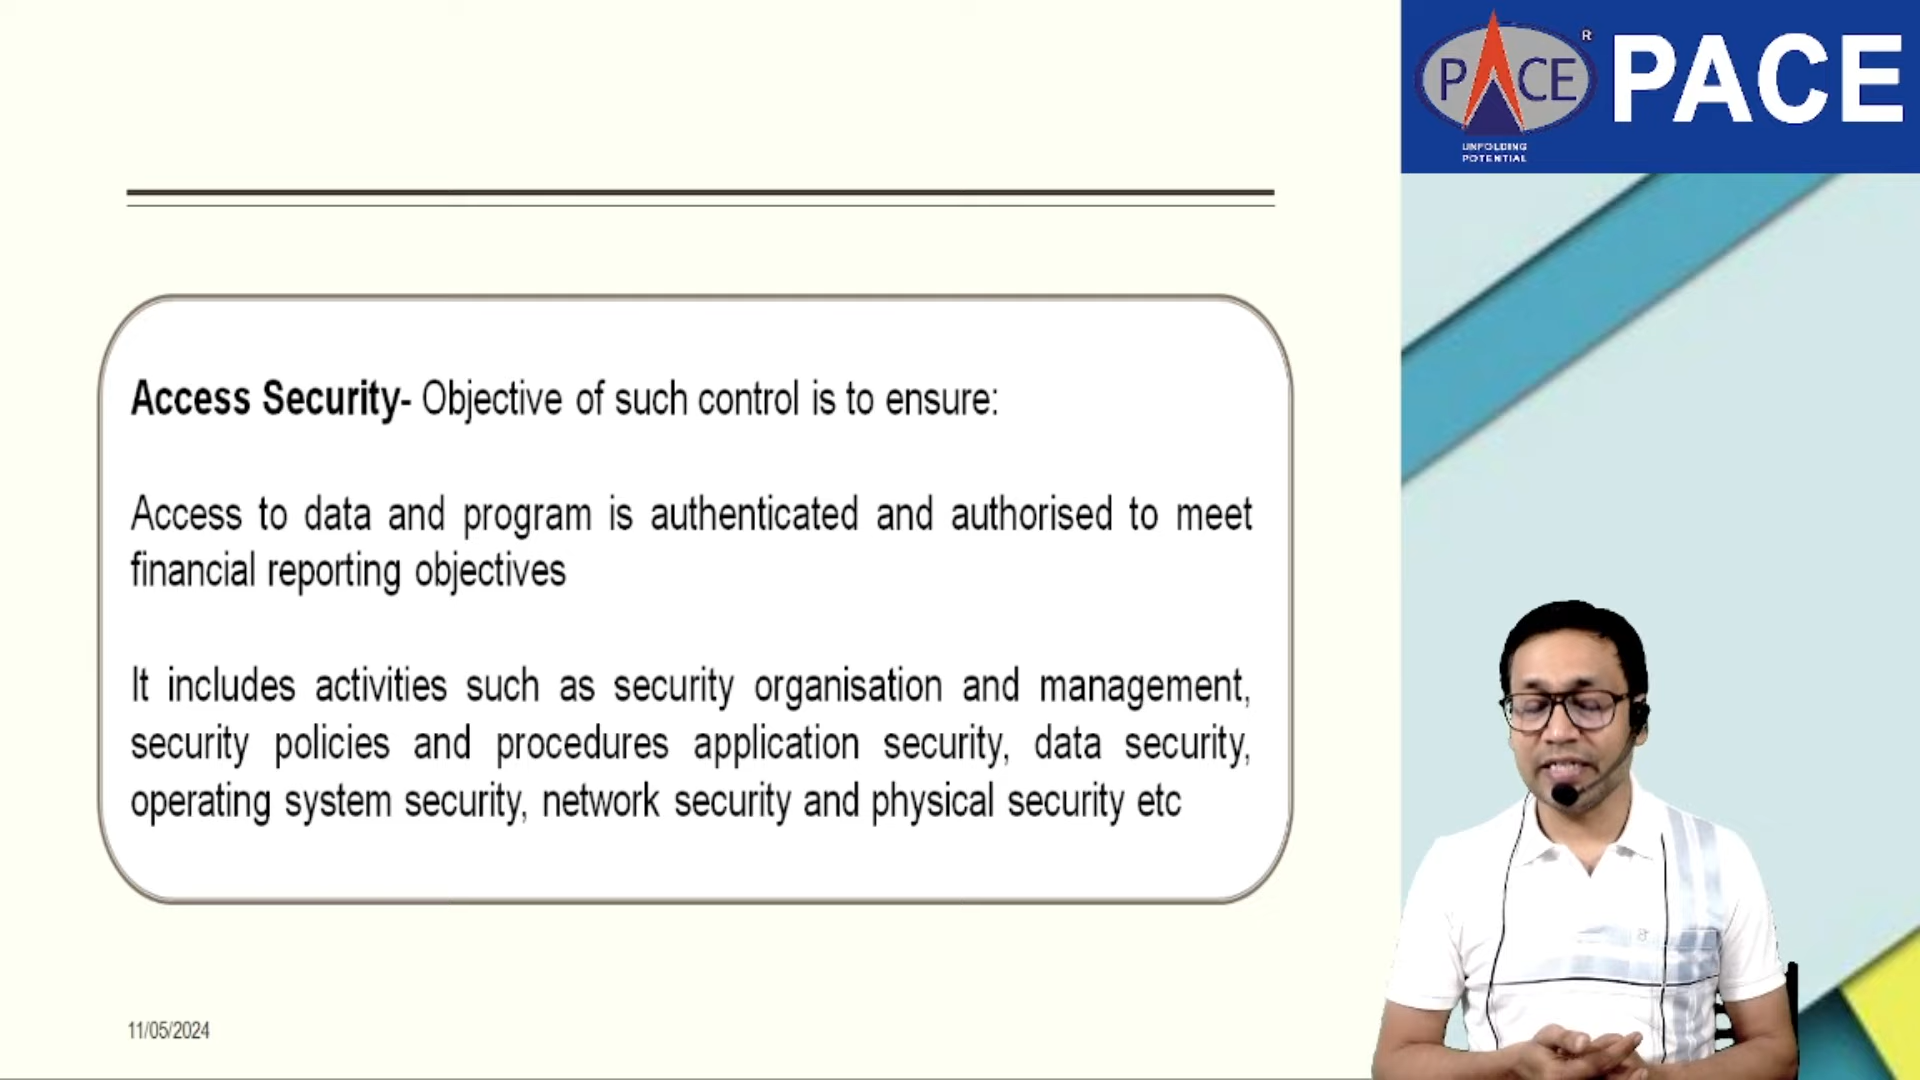 PACE
R
PACE
UNFOLDING
POTENTIAL
Access Security- Objective of such control is to ensure:
Access to data and program is authenticated and authorised to meet
financial reporting objectives
It includes activities such as security organisation and management,
security policies and procedures application security, data security,
operating system security, network security and physical security etc
11/05/2024